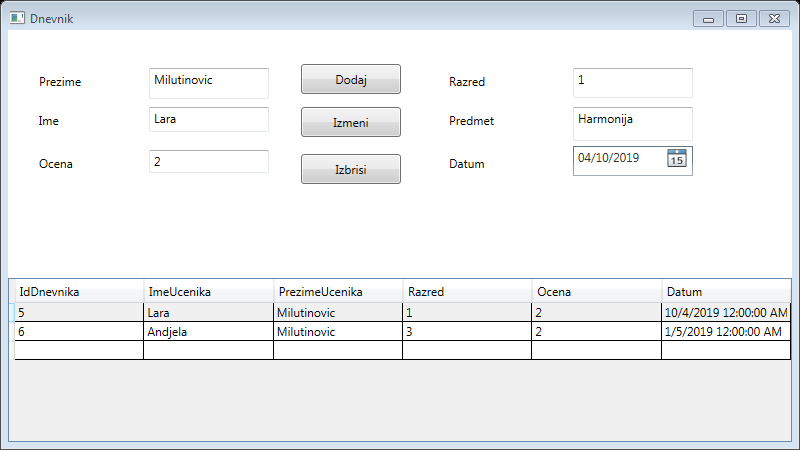 Dnevnik
Prezime Milutinovic Dodaj Razred 1
Ime Lara Izmeni Predmet Harmonija
Ocena 2 Izbrisi Datum 04/10/2019 15
IdDnevnika ImeUcenika PrezimeUcenika Razred Ocena Datum
5 Lara Milutinovic 1 2 10/4/2019 12:00:00 AM
6 Andjela Milutinovic 3 2 1/5/2019 12:00:00 AM